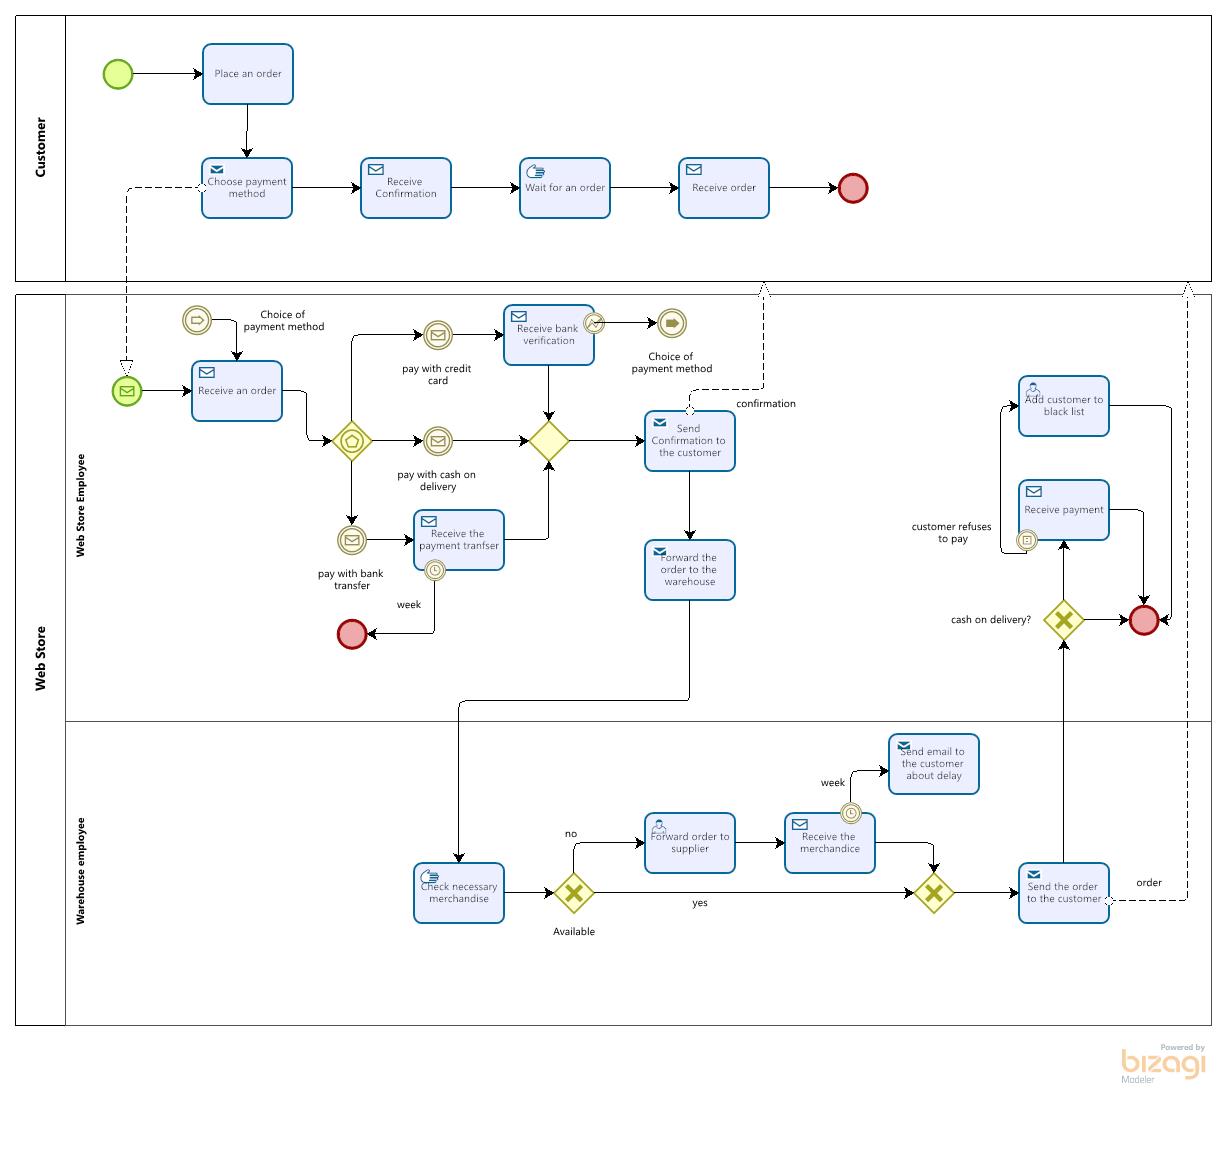 Customer
Place an order
Choose payment
method
Receive
Confirmation
Wait for an order
Receive order
Web Store
Web Store Employee
Choice of
payment method
Receive an order
pay with credit
card
Receive bank
verification
Choice of
payment method
confirmation
pay with cash on
delivery
Send
Confirmation to
the customer
pay with bank
transfer
Receive the
payment tranfser
week
Forward the
order to the
warehouse
Add customer to
black list
Receive payment
customer refuses
to pay
cash on delivery?
Warehouse employee
Send email to
the customer
about delay
week
no
Forward order to
supplier
Receive the
merchandice
Check necessary
merchandise
Available
yes
Send the order
to the customer
order
Powered by
bizagi
Modeler